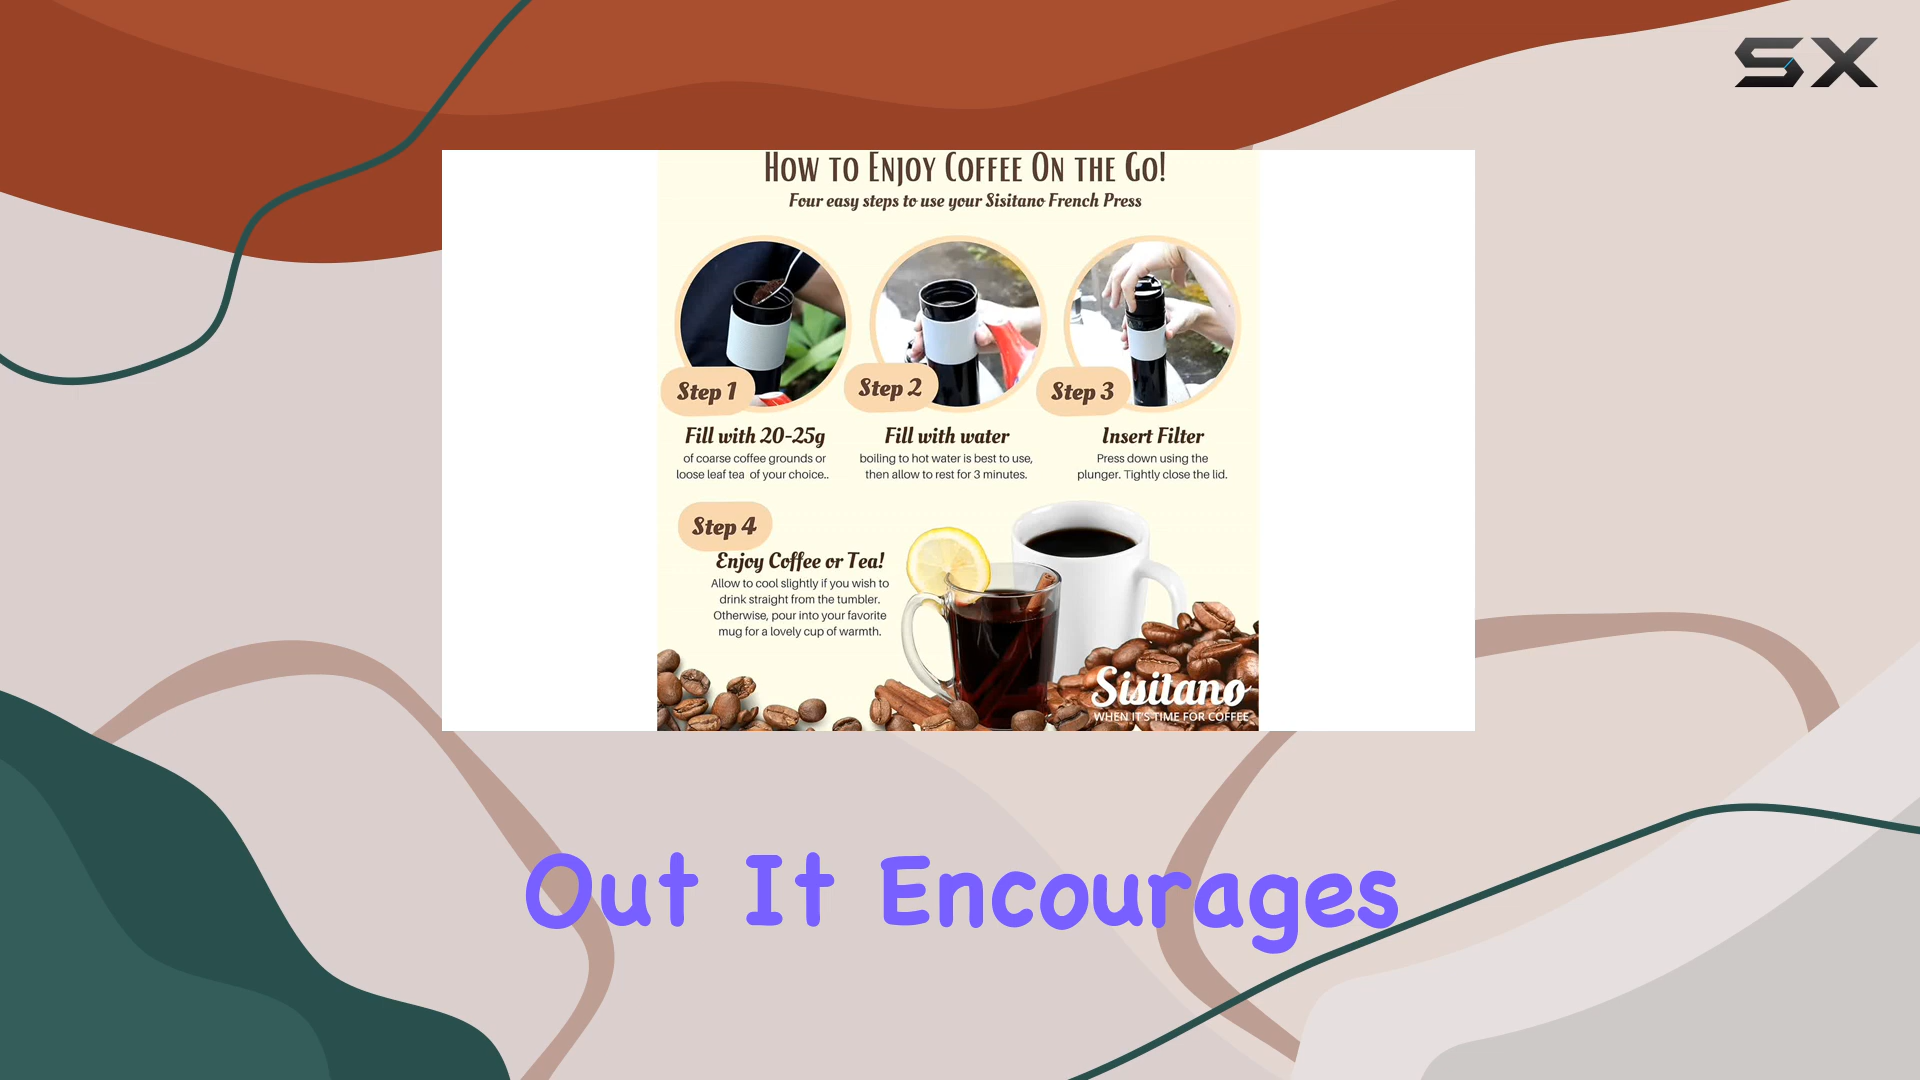 SX
How to Enjoy Coffee On the Go!
Four easy steps to use your Sisitano French Press
Step 1
Step 2
Step 3
Fill with 20-25g
of coarse coffee grounds or
loose leaf tea of your choice..
Fill with water
boiling to hot water is best to use,
then allow to rest for 3 minutes.
Insert Filter
Press down using the
plunger. Tightly close the lid.
Step 4
Enjoy Coffee or Tea!
Allow to cool slightly if you wish to
drink straight from the tumbler.
Otherwise, pour into your favorite
mug for a lovely cup of warmth.
Sisitano
WHEN IT'S TIME FOR COFFEE
Out It Encourages